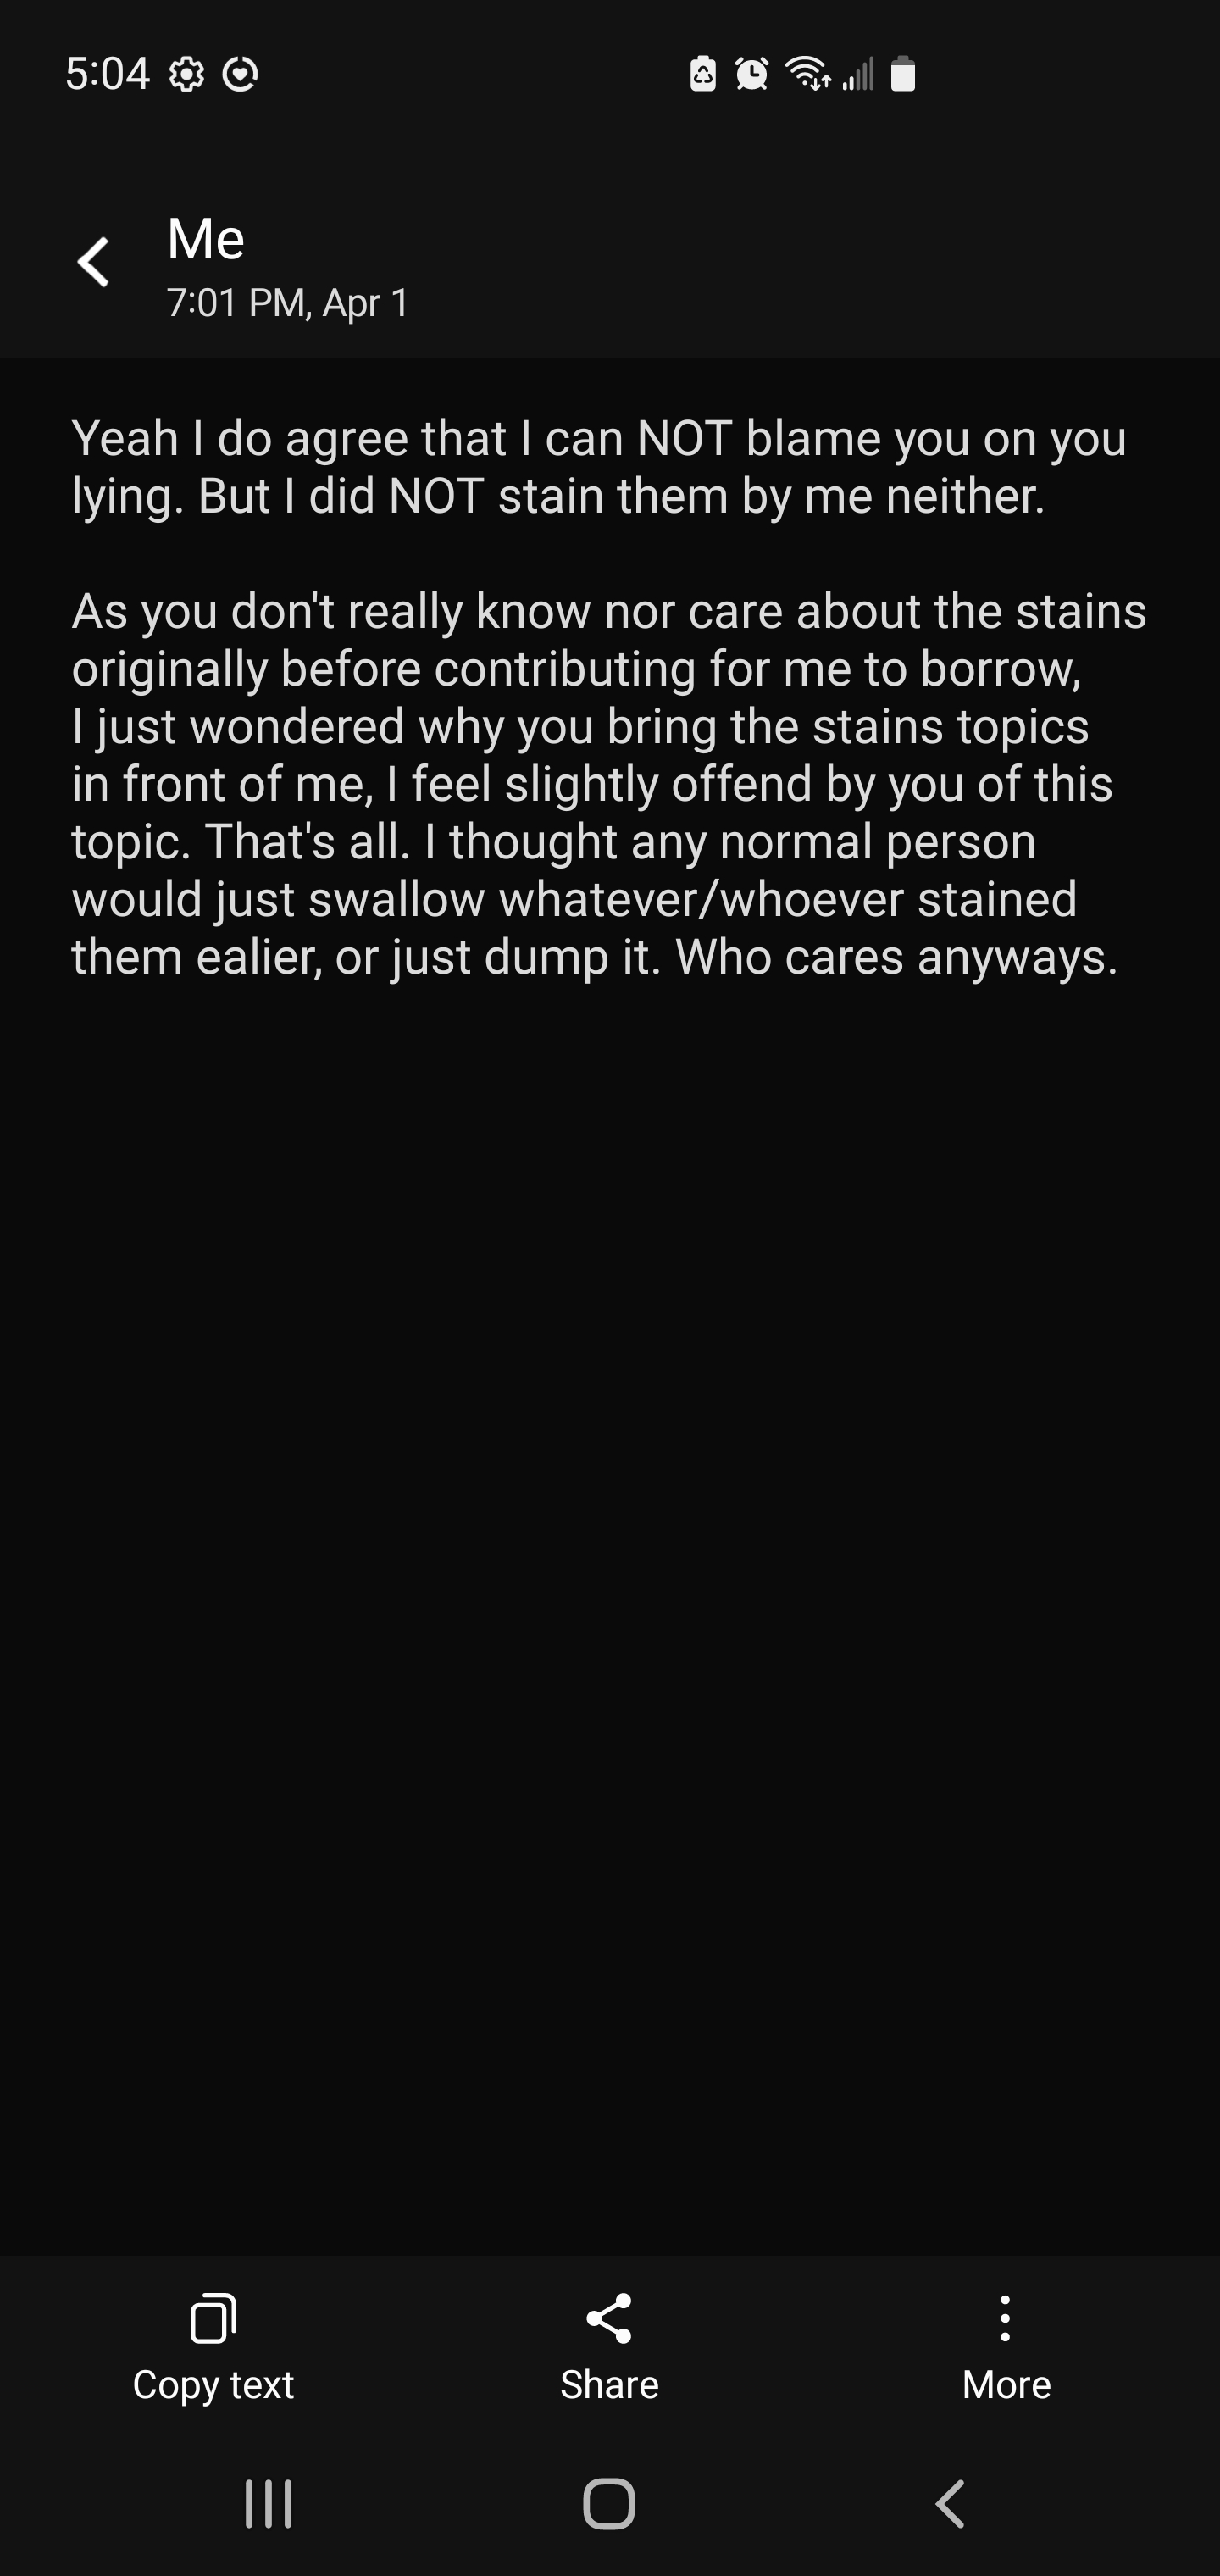 5:04
Me
7:01 PM, Apr 1
Yeah I do agree that I can NOT blame you on you
lying. But I did NOT stain them by me neither.
As you don't really know nor care about the stains
originally before contributing for me to borrow,
I just wondered why you bring the stains topics
in front of me, I feel slightly offend by you of this
topic. That's all. I thought any normal person
would just swallow whatever/whoever stained
them ealier, or just dump it. Who cares anyways.
Copy text
Share
More